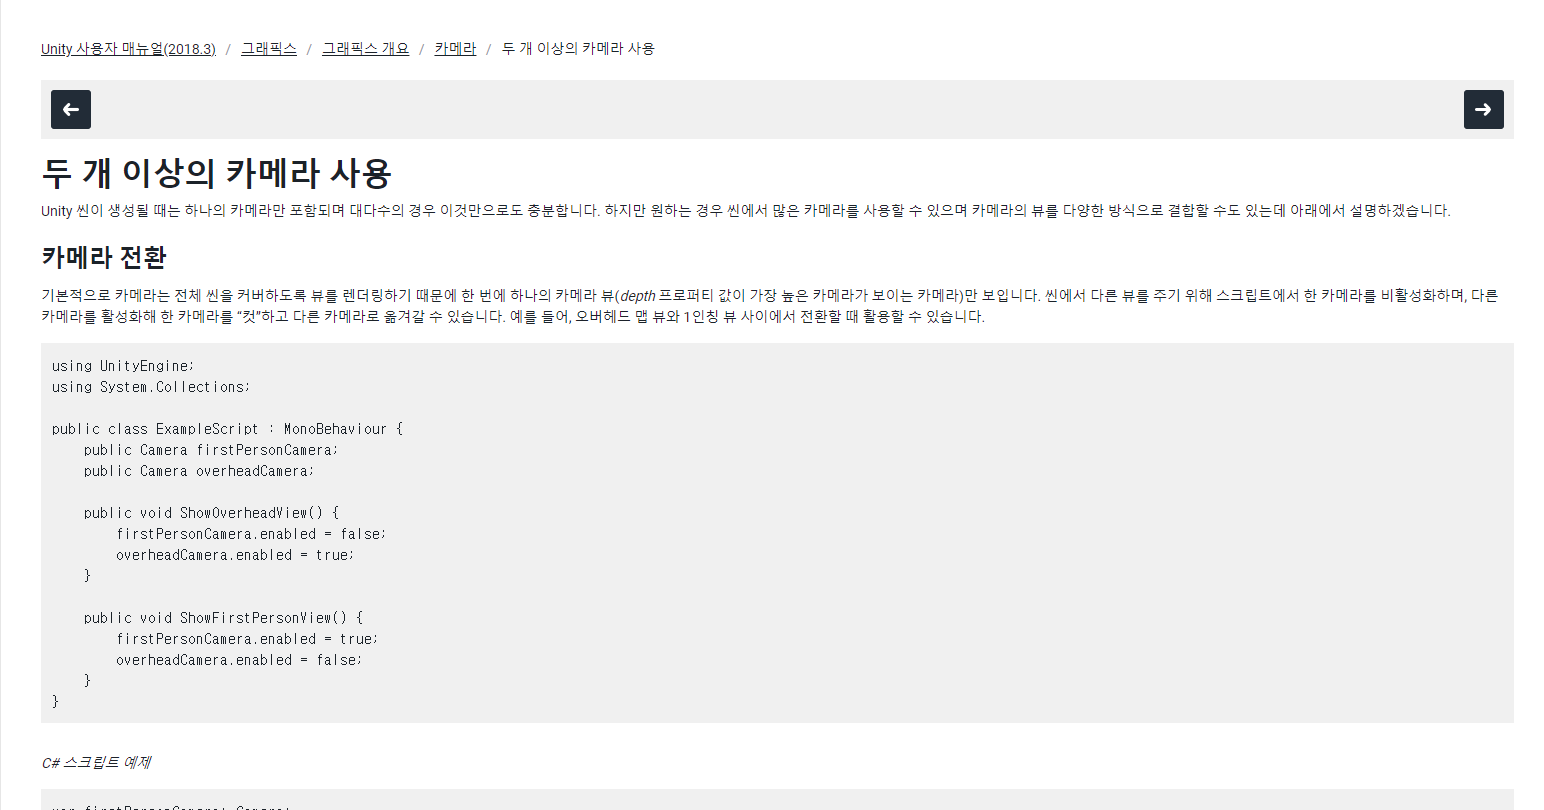 Unity 사용자 매뉴얼(2018.3) / 그래픽스 / 그래픽스 개요 / 카메라 / 두 개 이상의 카메라 사용
두 개 이상의 카메라 사용
Unity 씬이 생성될 때는 하나의 카메라만 포함되며 대다수의 경우 이것만으로도 충분합니다. 하지만 원하는 경우 씬에서 많은 카메라를 사용할 수 있으며 카메라의 뷰를 다양한 방식으로 결합할 수도 있는데 아래에서 설명하겠습니다.
카메라 전환
기본적으로 카메라는 전체 씬을 커버하도록 뷰를 렌더링하기 때문에 한 번에 하나의 카메라 뷰(depth 프로퍼티 값이 가장 높은 카메라가 보이는 카메라)만 보입니다. 씬에서 다른 뷰를 주기 위해 스크립트에서 한 카메라를 비활성화하며, 다른
카메라를 활성화해 한 카메라를 “컷”하고 다른 카메라로 옮겨갈 수 있습니다. 예를 들어, 오버헤드 맵 뷰와 1인칭 뷰 사이에서 전환할 때 활용할 수 있습니다.
using UnityEngine;
using System.Collections;
public class ExampleScript : MonoBehaviour {
    public Camera firstPersonCamera;
    public Camera overheadCamera;
    public void ShowOverheadView() {
        firstPersonCamera.enabled = false;
        overheadCamera.enabled = true;
    }
    public void ShowFirstPersonView() {
        firstPersonCamera.enabled = true;
        overheadCamera.enabled = false;
    }
}
C# 스크립트 예제
var firstPersonCamera: Camera;